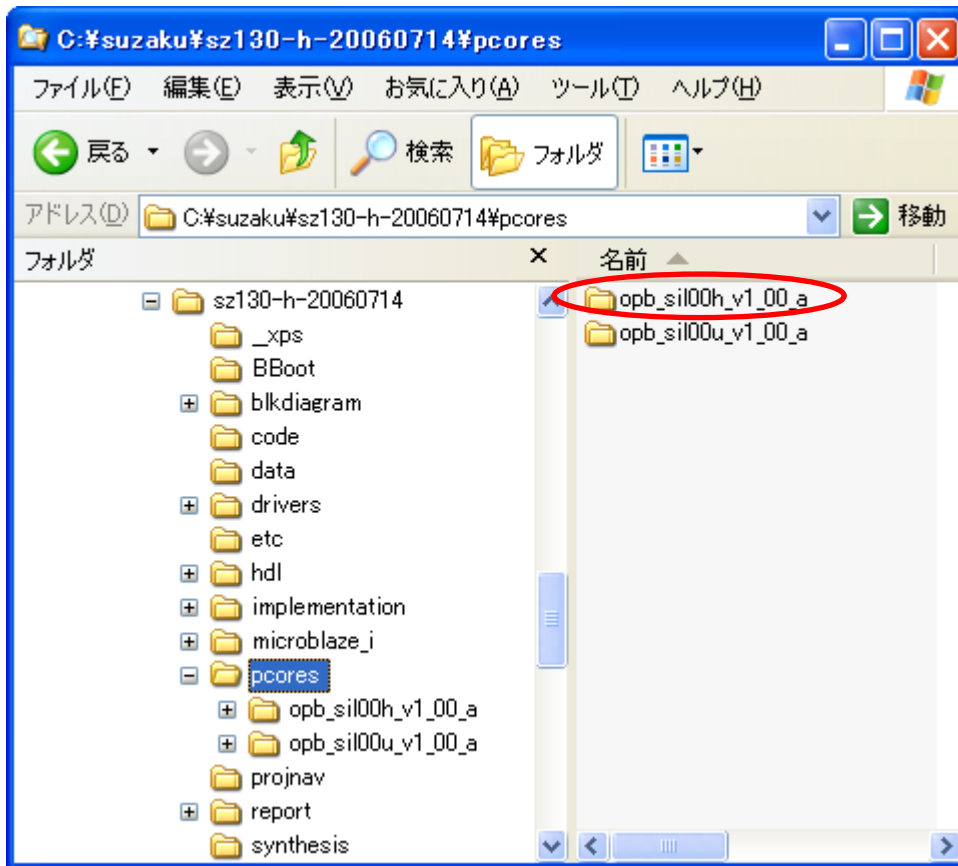 C:¥suzaku¥sz130-h-20060714¥pcores
ファイル(F) 編集(E) 表示(V) お気に入り(A) ツール(T) ヘルプ(H)
戻る 検索 フォルダ
アドレス(D) C:¥suzaku¥sz130-h-20060714¥pcores 移動
フォルダ × 名前
sz130-h-20060714
_xps
BBoot
blkdiagram
code
data
drivers
etc
hdl
implementation
microblaze_i
pcores
opb_sil00h_v1_00_a
opb_sil00u_v1_00_a
projnav
report
synthesis
opb_sil00h_v1_00_a
opb_sil00u_v1_00_a